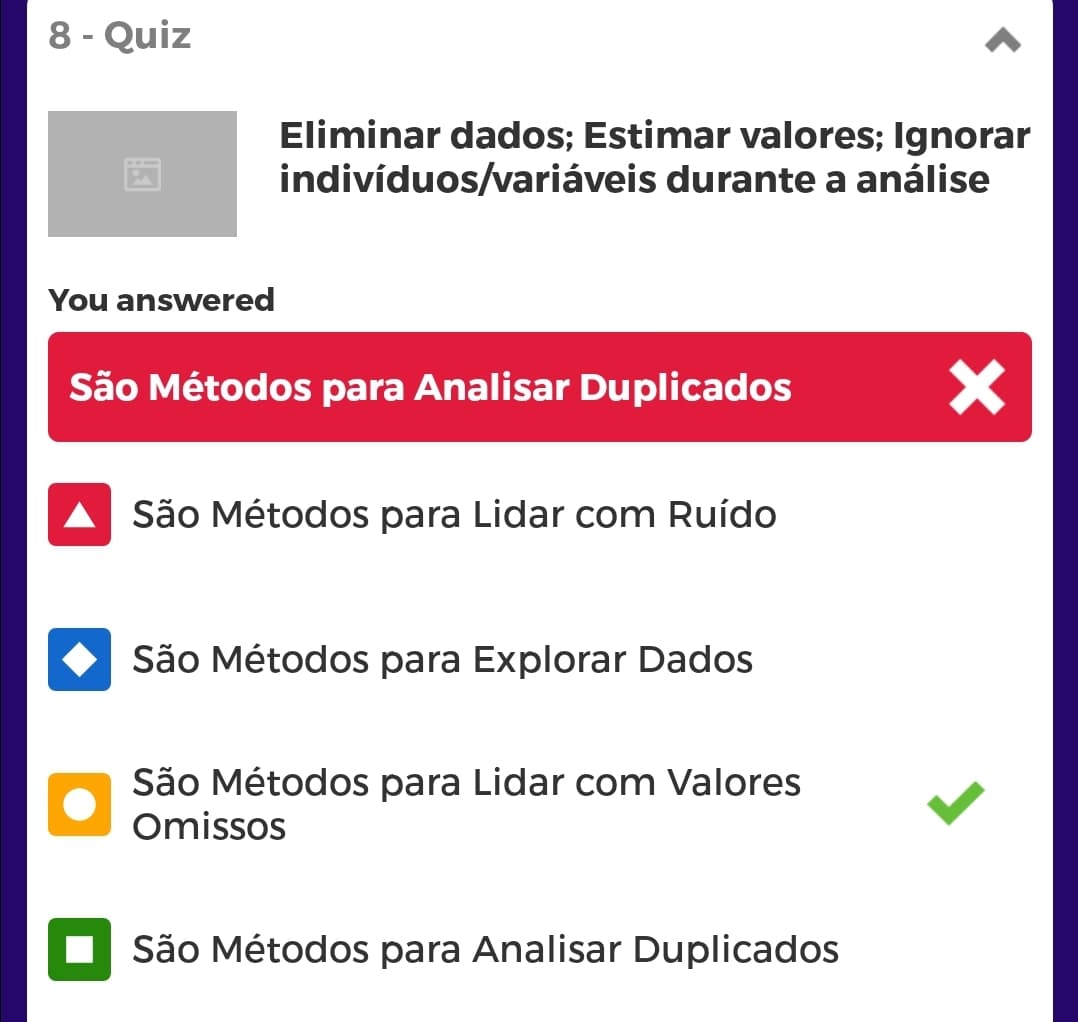 8 - Quiz
Eliminar dados; Estimar valores; Ignorar
indivíduos/variáveis durante a análise
You answered
São Métodos para Analisar Duplicados
São Métodos para Lidar com Ruído
São Métodos para Explorar Dados
São Métodos para Lidar com Valores
Omissos
São Métodos para Analisar Duplicados